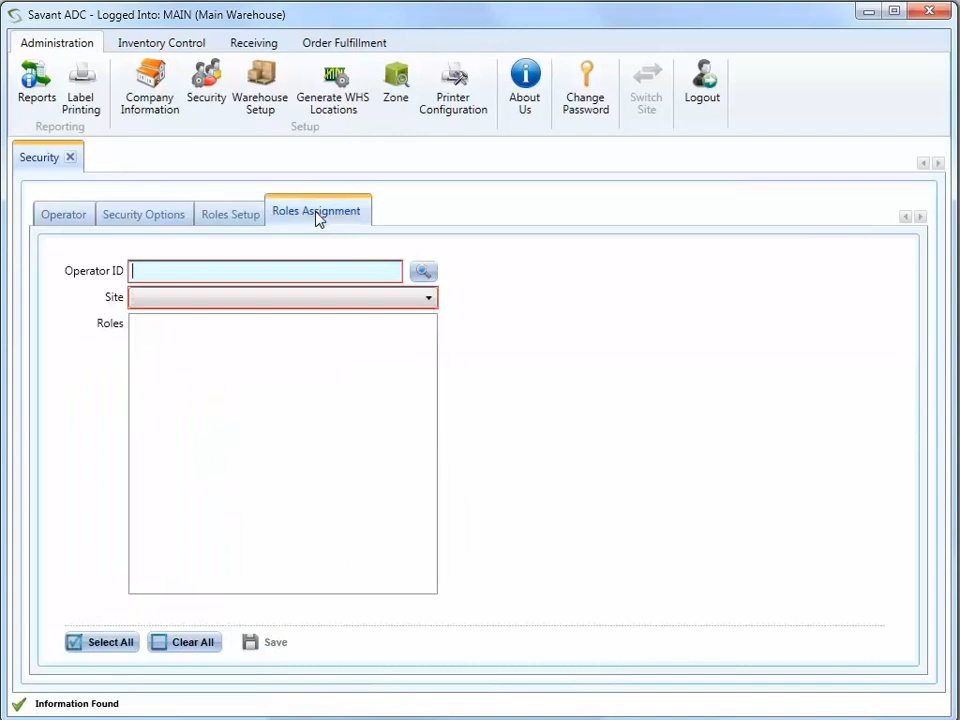 Savant ADC - Logged Into: MAIN (Main Warehouse)
Administration Inventory Control Receiving Order Fulfillment
Reports Label Printing Company Information Security Warehouse Setup Generate WHS Locations Zone Printer Configuration About Us Change Password Switch Site Logout
Reporting Setup
Security
Operator Security Options Roles Setup Roles Assignment
Operator ID
Site
Roles
Select All Clear All Save
Information Found